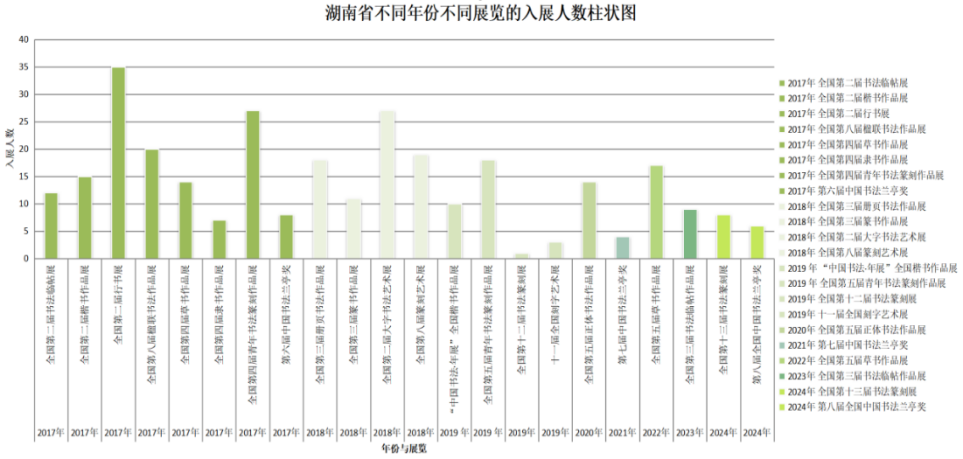 湖南省不同年份不同展览的入展人数柱状图
入展人数
40
35
30
25
20
15
10
5
0
全国第二届书法临帖展
全国第二届楷书作品展
全国第二届行书展
全国第八届楹联书法作品展
全国第四届草书作品展
全国第四届隶书作品展
全国第四届青年书法篆刻作品展
第六届中国书法兰亭奖
全国第三届册页书法作品展
全国第三届篆书作品展
全国第二届大字书法艺术展
全国第八届篆刻艺术展
“中国书法·年展”全国楷书作品展
全国第五届青年书法篆刻作品展
全国第十二届书法篆刻展
十一届全国刻字艺术展
全国第五届正体书法作品展
第七届中国书法兰亭奖
全国第五届草书作品展
全国第三届书法临帖作品展
全国第十三届书法篆刻展
第八届全国中国书法兰亭奖
2017年 2017年 2017年 2017年 2017年 2017年 2017年 2017年 2018年 2018年 2018年 2018年 2019 年 2019 年 2019年 2019年 2020年 2021年 2022年 2023年 2024年 2024年
年份与展览
2017年 全国第二届书法临帖展
2017年 全国第二届楷书作品展
2017年 全国第二届行书展
2017年 全国第八届楹联书法作品展
2017年 全国第四届草书作品展
2017年 全国第四届隶书作品展
2017年 全国第四届青年书法篆刻作品展
2017年 第六届中国书法兰亭奖
2018年 全国第三届册页书法作品展
2018年 全国第三届篆书作品展
2018年 全国第二届大字书法艺术展
2018年 全国第八届篆刻艺术展
2019 年 “中国书法·年展”全国楷书作品展
2019 年 全国第五届青年书法篆刻作品展
2019年 全国第十二届书法篆刻展
2019年 十一届全国刻字艺术展
2020年 全国第五届正体书法作品展
2021年 第七届中国书法兰亭奖
2022年 全国第五届草书作品展
2023年 全国第三届书法临帖作品展
2024年 全国第十三届书法篆刻展
2024年 第八届全国中国书法兰亭奖